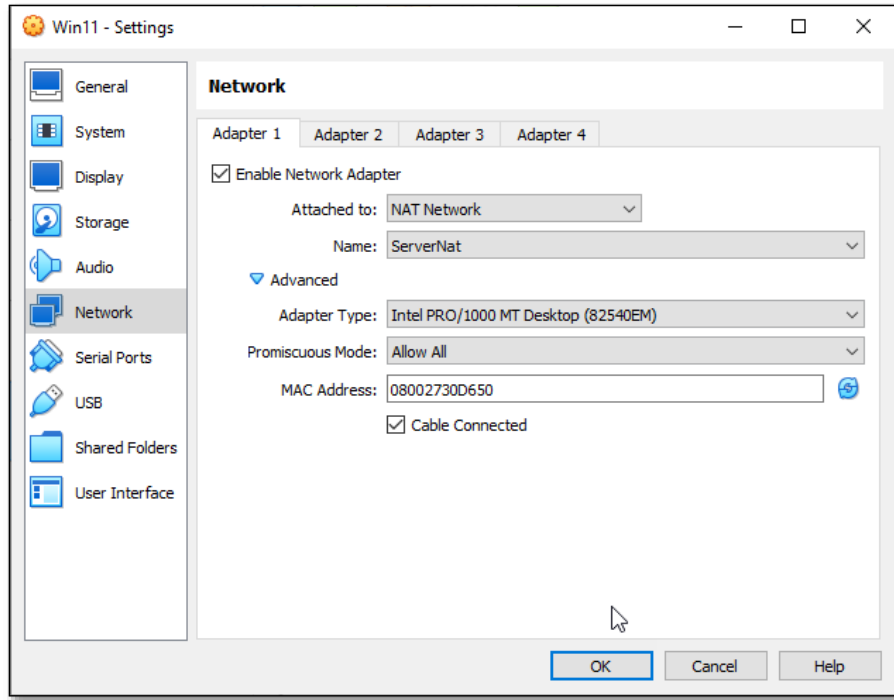 Win11 - Settings
General
System
Display
Storage
Audio
Network
Serial Ports
USB
Shared Folders
User Interface
Network
Adapter 1 Adapter 2 Adapter 3 Adapter 4
Enable Network Adapter
Attached to: NAT Network
Name: ServerNat
Advanced
Adapter Type: Intel PRO/1000 MT Desktop (82540EM)
Promiscuous Mode: Allow All
MAC Address: 08002730D650
Cable Connected
OK Cancel Help